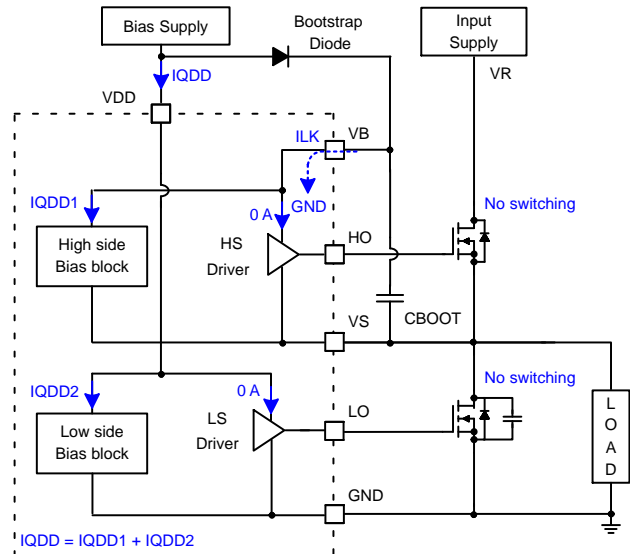 Bias Supply
Bootstrap
Diode
Input
Supply
IQDD
VR
VDD
ILK
VB
IQDD1
0 A
GND
No switching
High side
Bias block
HS
Driver
HO
VS
CBOOT
IQDD2
0 A
No switching
Low side
Bias block
LS
Driver
LO
L
O
A
D
GND
IQDD = IQDD1 + IQDD2